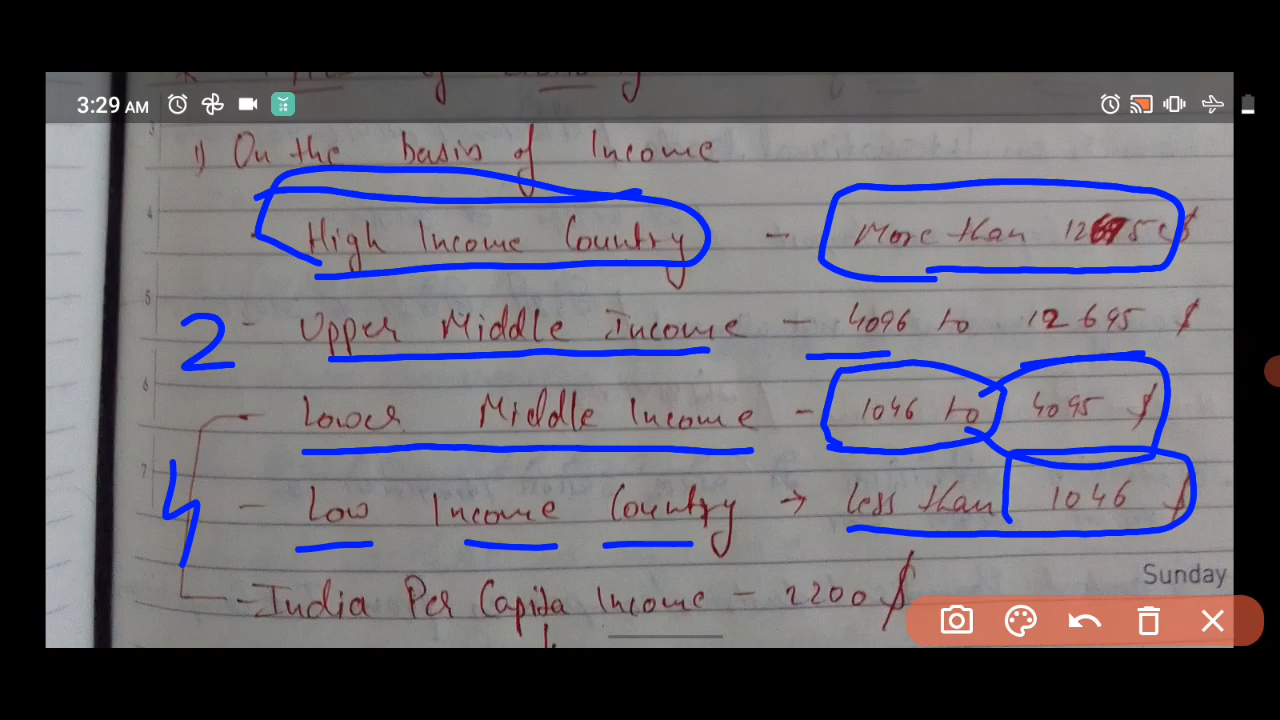 3:29 AM
1) On the basis of Income
High Income Country - More than 12695 $
2 - Upper Middle Income - 4096 to 12695 $
- Lower Middle Income - 1046 to 4095 $
- Low Income Country → less than 1046 $
Sunday
- India Per Capita Income - 2200 $